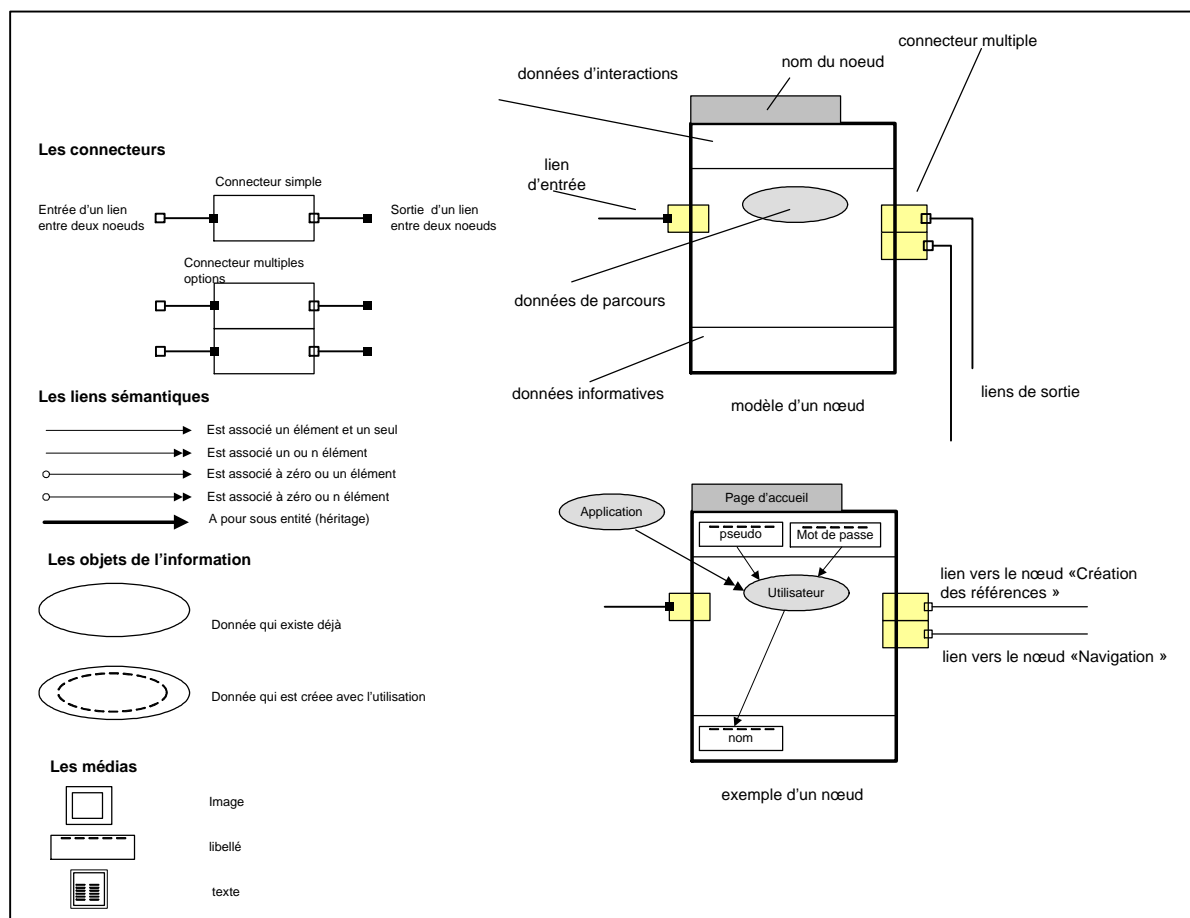 Les connecteurs
Connecteur simple
Entrée d'un lien
entre deux noeuds
Sortie d'un lien
entre deux noeuds
Connecteur multiples
options
Les liens sémantiques
Est associé un élément et un seul
Est associé un ou n élément
Est associé à zéro ou un élément
Est associé à zéro ou n élément
A pour sous entité (héritage)
Les objets de l'information
Donnée qui existe déjà
Donnée qui est créee avec l'utilisation
Les médias
Image
libellé
texte
connecteur multiple
nom du noeud
données d'interactions
lien
d'entrée
données de parcours
données informatives
modèle d'un nœud
liens de sortie
Page d'accueil
Application
pseudo
Mot de passe
Utilisateur
lien vers le nœud «Création
des références »
lien vers le nœud «Navigation »
nom
exemple d'un nœud